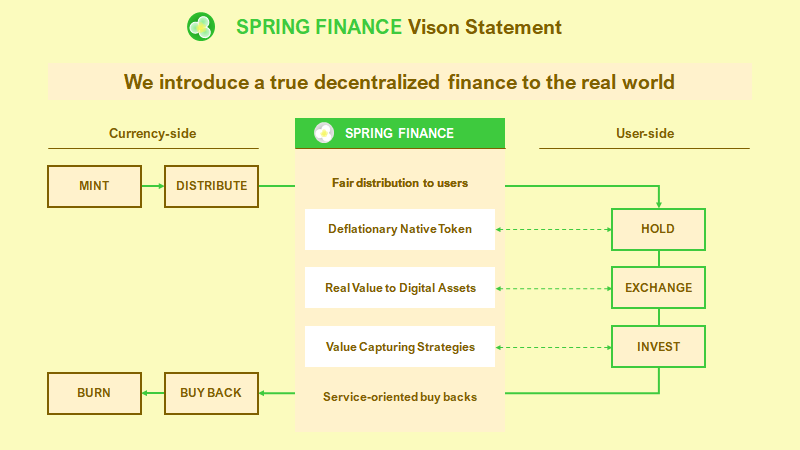 SPRING FINANCE Vison Statement
We introduce a true decentralized finance to the real world
Currency-side
SPRING FINANCE
User-side
MINT
DISTRIBUTE
Fair distribution to users
Deflationary Native Token
HOLD
Real Value to Digital Assets
EXCHANGE
Value Capturing Strategies
INVEST
BURN
BUY BACK
Service-oriented buy backs